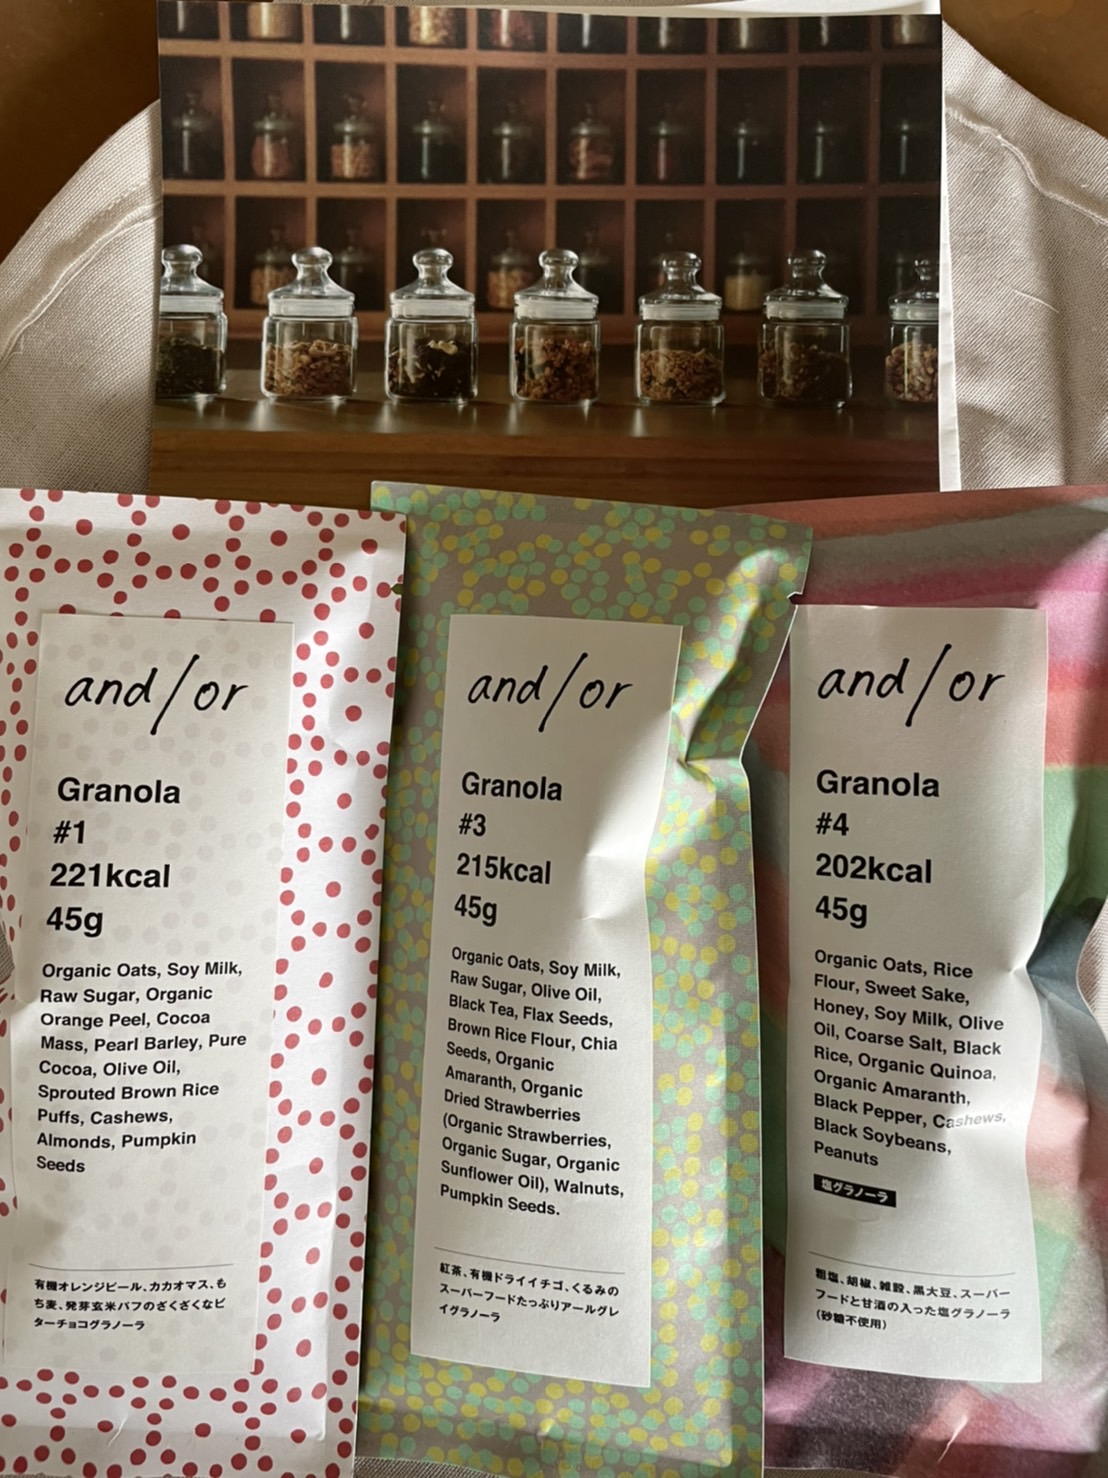 and/or
Granola
#1
221kcal
45g
Organic Oats, Soy Milk,
Raw Sugar, Organic
Orange Peel, Cocoa
Mass, Pearl Barley, Pure
Cocoa, Olive Oil,
Sprouted Brown Rice
Puffs, Cashews,
Almonds, Pumpkin
Seeds
有機オレンジピール、カカオマス、も
ち麦、発芽玄米パフのざくざくなビ
ターチョコグラノーラ
and/or
Granola
#3
215kcal
45g
Organic Oats, Soy Milk,
Raw Sugar, Olive Oil,
Black Tea, Flax Seeds,
Brown Rice Flour, Chia
Seeds, Organic
Amaranth, Organic
Dried Strawberries
(Organic Strawberries,
Organic Sugar, Organic
Sunflower Oil), Walnuts,
Pumpkin Seeds.
紅茶、有機ドライイチゴ、くるみの
スーパーフードたっぷりアールグレ
イグラノーラ
and/or
Granola
#4
202kcal
45g
Organic Oats, Rice
Flour, Sweet Sake,
Honey, Soy Milk, Olive
Oil, Coarse Salt, Black
Rice, Organic Quinoa,
Organic Amaranth,
Black Pepper, Cashews,
Black Soybeans,
Peanuts
塩グラノーラ
粗塩、胡椒、雑穀、黒大豆、スーパー
フードと甘酒の入った塩グラノーラ
（砂糖不使用）